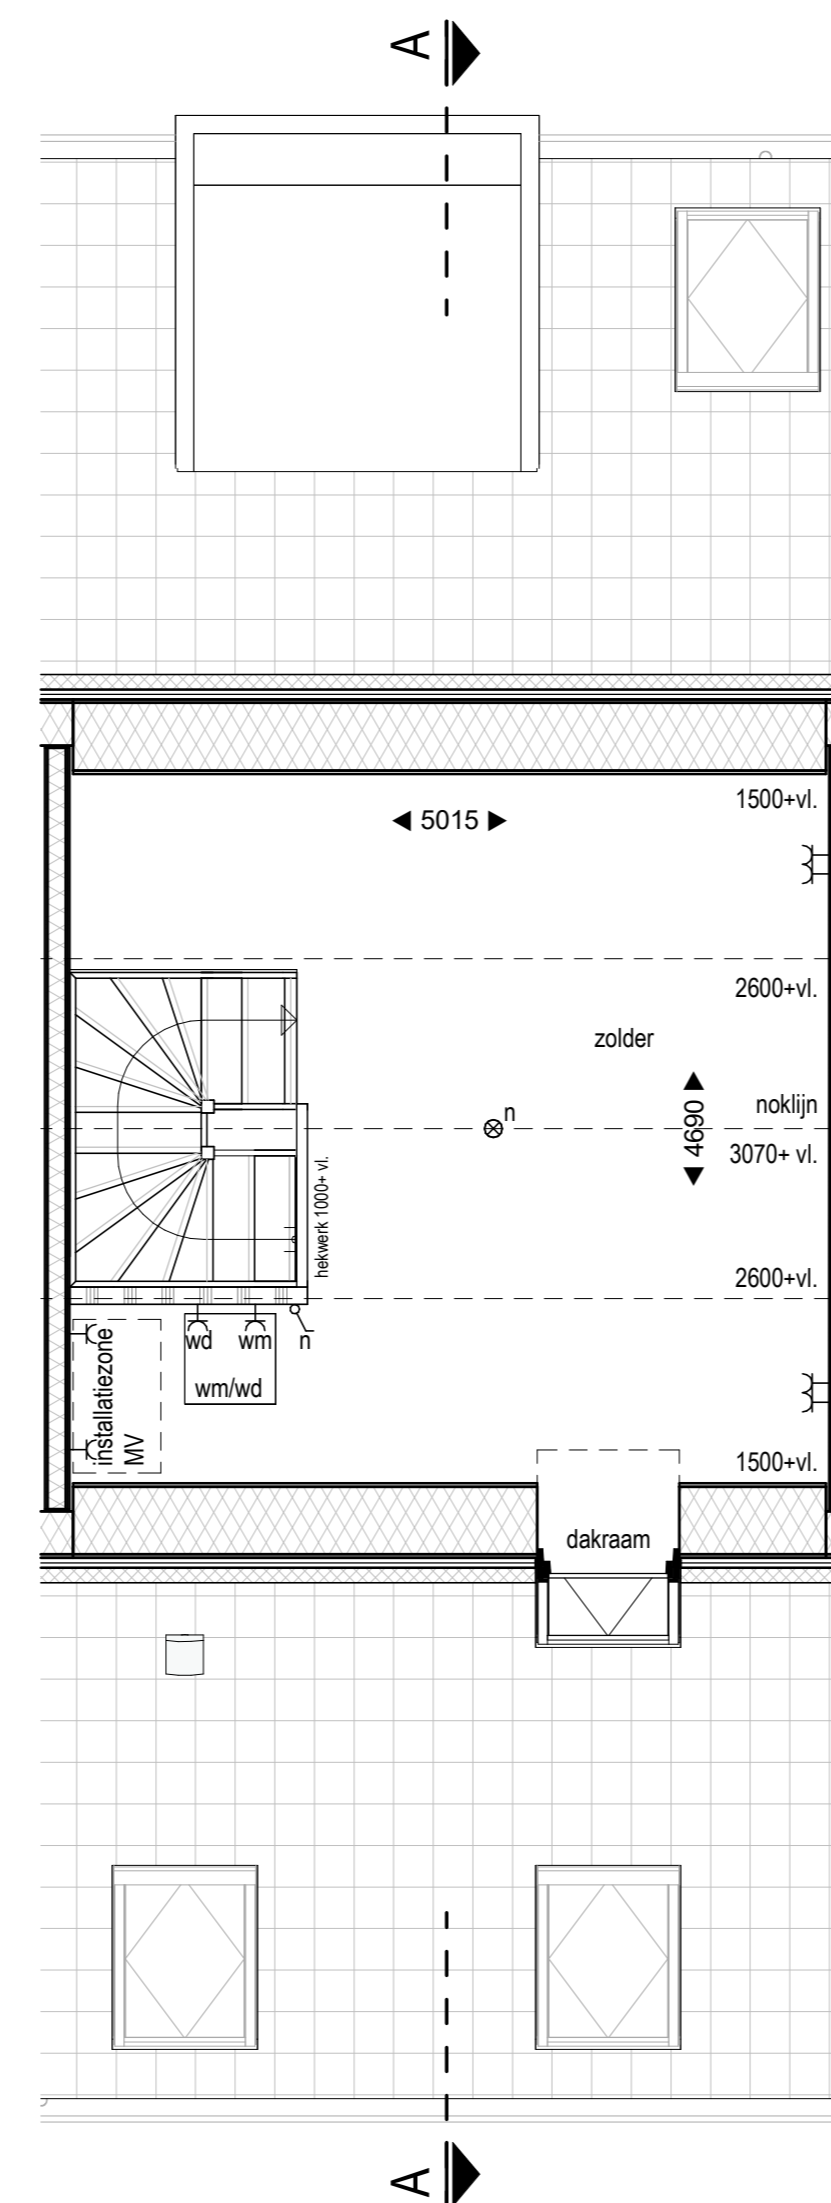 A
1500+vl.
◀ 5015 ▶
2600+vl.
zolder
noklijn
n
◀ 4690 ▶
3070+ vl.
hekwerk 1000+ vl.
2600+vl.
wd wm n
wm/wd
installatiezone
MV
1500+vl.
dakraam
A